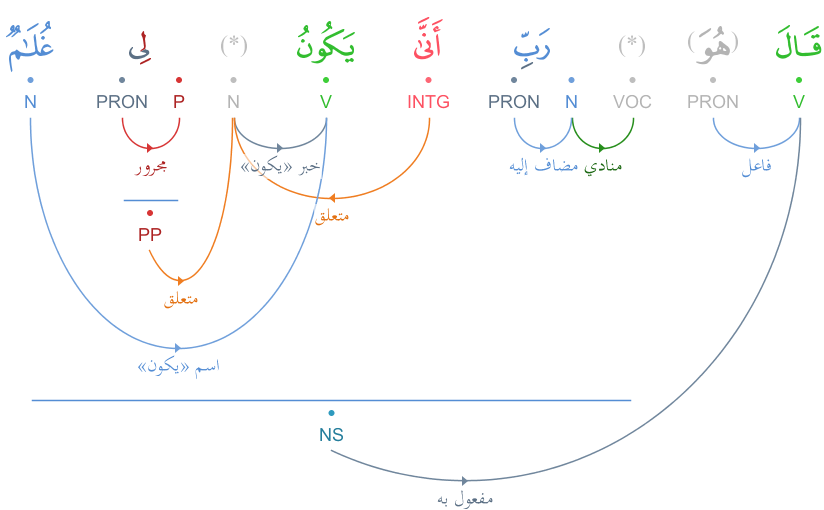 قَالَ (هُوَ) (*) رَبِّ أَنَّىٰ يَكُونُ (*) لِى غُلَـٰمٌ
V PRON VOC N PRON INTG V N P PRON N
فاعل منادي مضاف إليه خبر «يكون» مجرور
متعلق
PP
متعلق
اسم «يكون»
NS
مفعول به